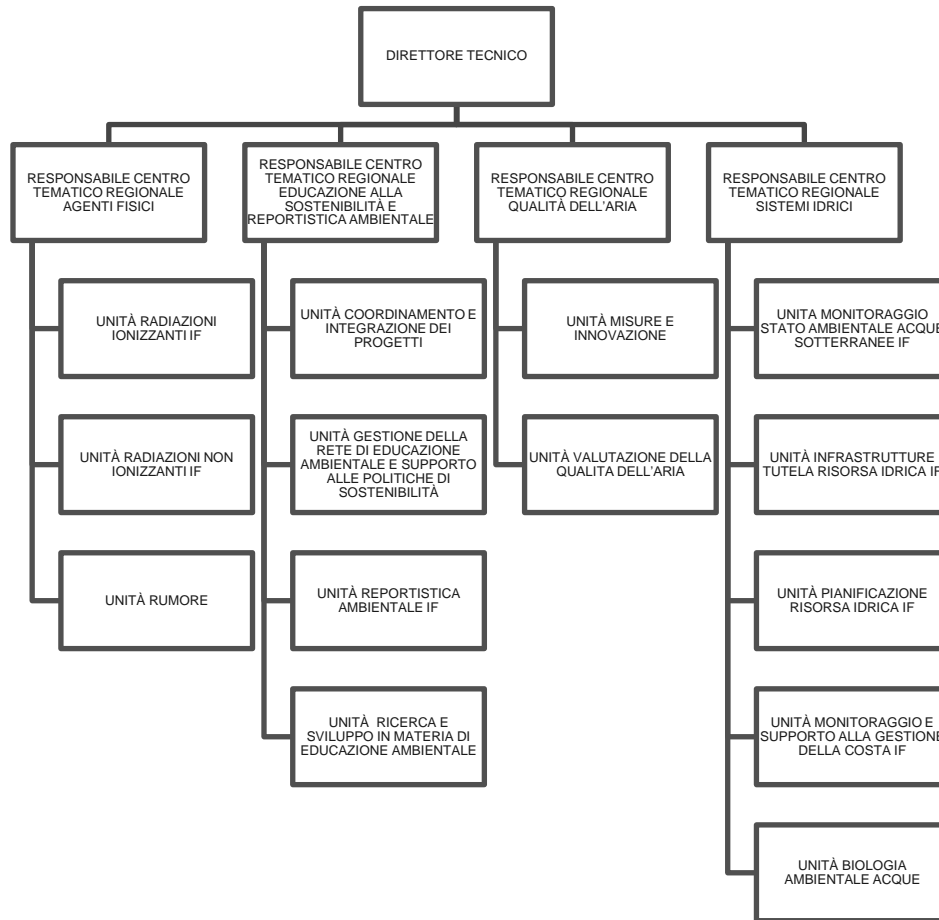 DIRETTORE TECNICO
RESPONSABILE CENTRO
TEMATICO REGIONALE
AGENTI FISICI
RESPONSABILE CENTRO
TEMATICO REGIONALE
EDUCAZIONE ALLA
SOSTENIBILITÀ E
REPORTISTICA AMBIENTALE
RESPONSABILE CENTRO
TEMATICO REGIONALE
QUALITÀ DELL'ARIA
RESPONSABILE CENTRO
TEMATICO REGIONALE
SISTEMI IDRICI
UNITÀ RADIAZIONI
IONIZZANTI IF
UNITÀ RADIAZIONI NON
IONIZZANTI IF
UNITÀ RUMORE
UNITÀ COORDINAMENTO E
INTEGRAZIONE DEI
PROGETTI
UNITÀ GESTIONE DELLA
RETE DI EDUCAZIONE
AMBIENTALE E SUPPORTO
ALLE POLITICHE DI
SOSTENIBILITÀ
UNITÀ REPORTISTICA
AMBIENTALE IF
UNITÀ RICERCA E
SVILUPPO IN MATERIA DI
EDUCAZIONE AMBIENTALE
UNITÀ MISURE E
INNOVAZIONE
UNITÀ VALUTAZIONE DELLA
QUALITA DELL'ARIA
UNITA MONITORAGGIO
STATO AMBIENTALE ACQUE
SOTTERRANEE IF
UNITÀ INFRASTRUTTURE
TUTELA RISORSA IDRICA IF
UNITÀ PIANIFICAZIONE
RISORSA IDRICA IF
UNITÀ MONITORAGGIO E
SUPPORTO ALLA GESTIONE
DELLA COSTA IF
UNITÀ BIOLOGIA
AMBIENTALE ACQUE